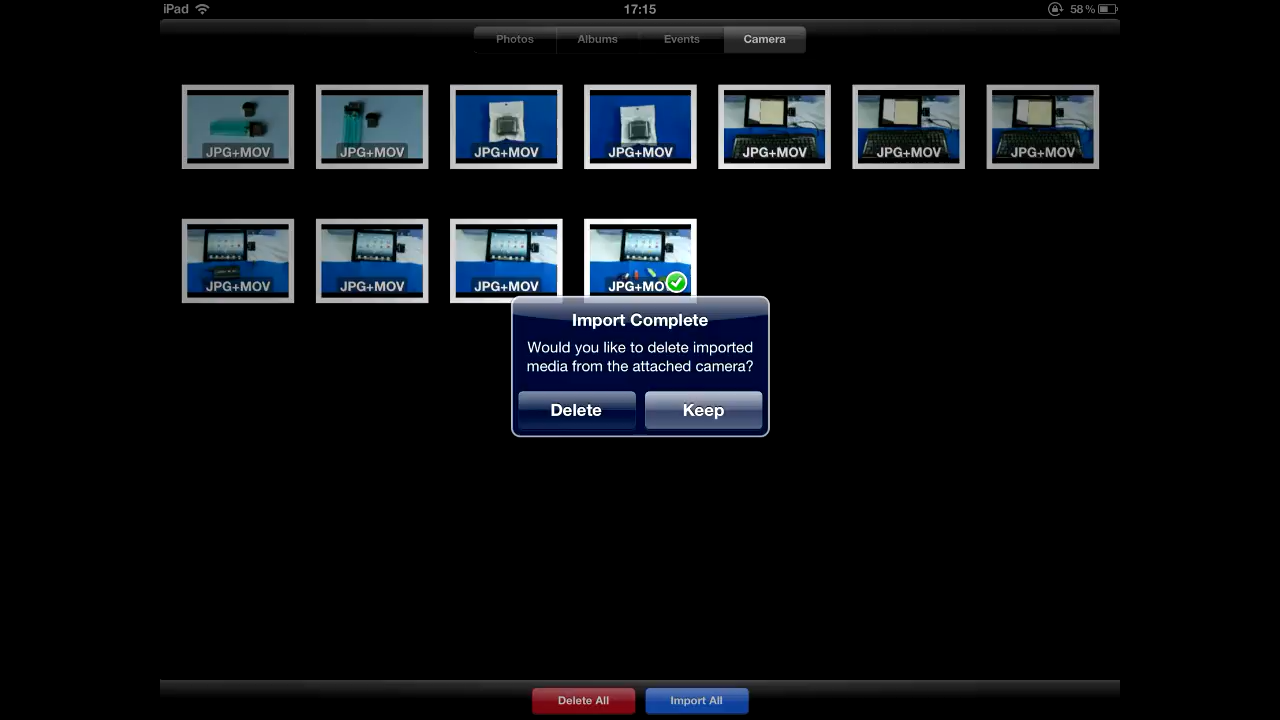 iPad 17:15 58 %
Photos Albums Events Camera
JPG+MOV JPG+MOV JPG+MOV JPG+MOV JPG+MOV JPG+MOV JPG+MOV
JPG+MOV JPG+MOV JPG+MOV JPG+MO
Import Complete
Would you like to delete imported
media from the attached camera?
Delete Keep
Delete All Import All